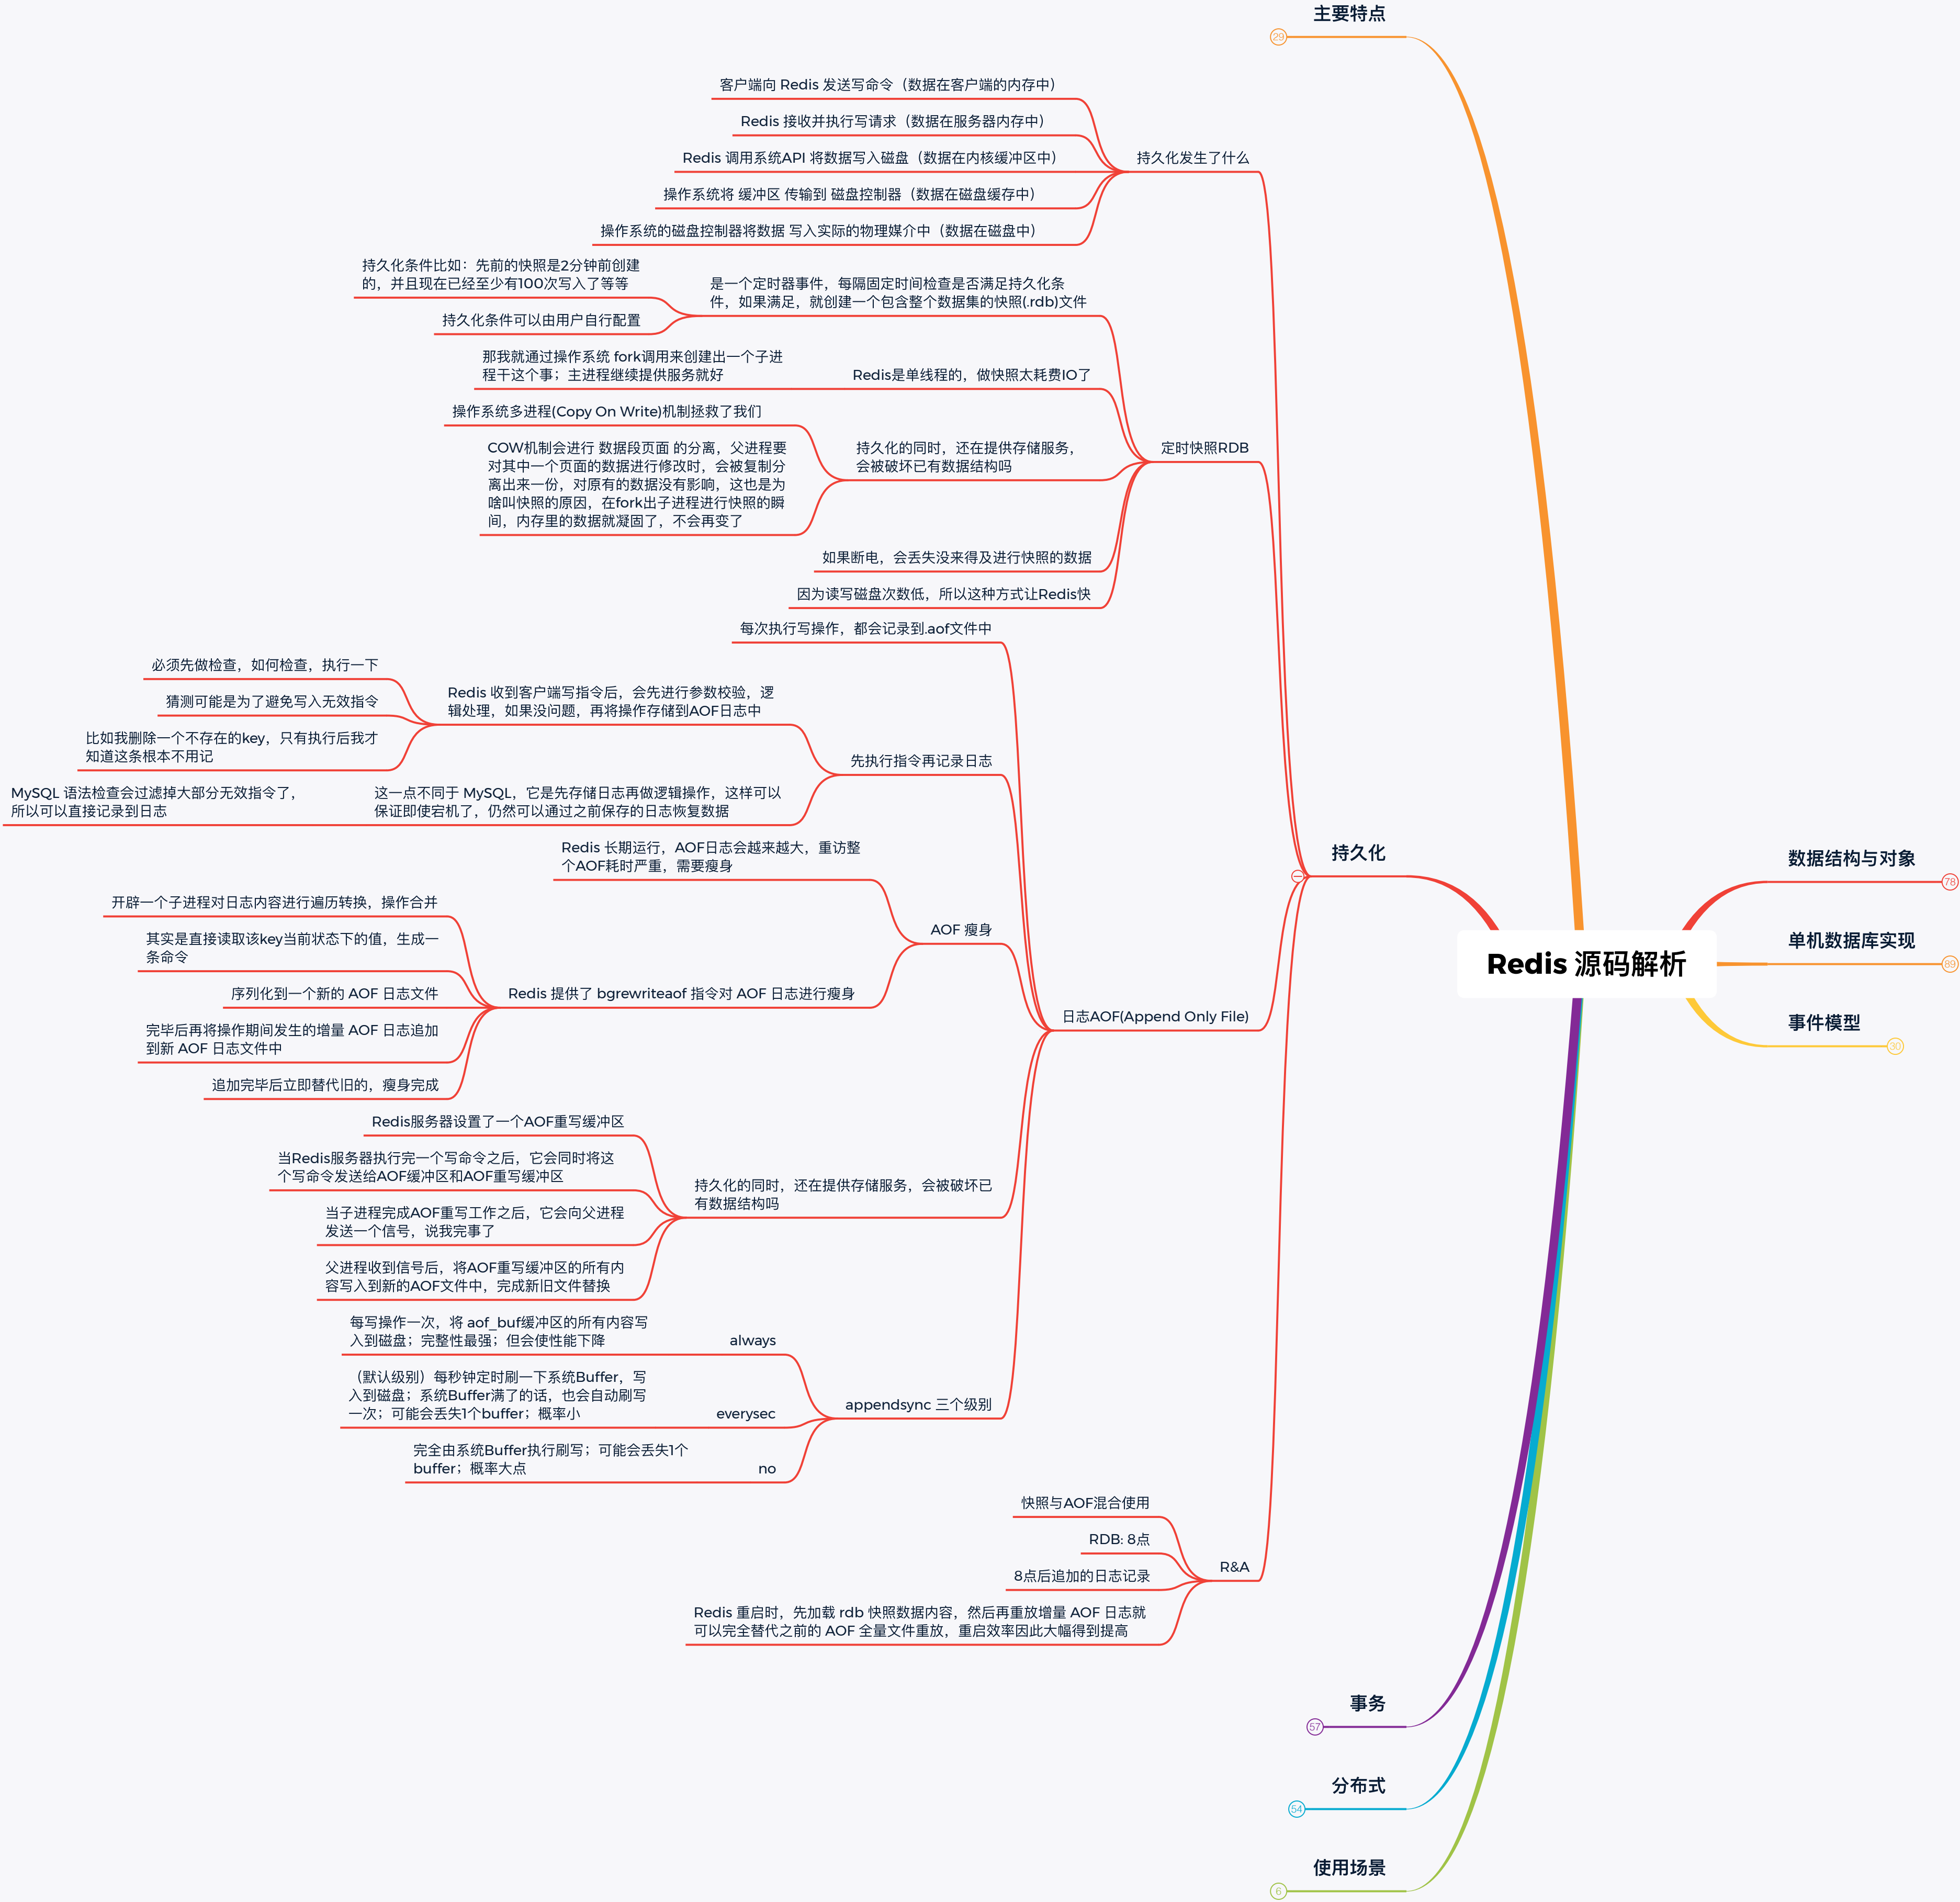 主要特点
29
客户端向 Redis 发送写命令（数据在客户端的内存中）
Redis 接收并执行写请求（数据在服务器内存中）
Redis 调用系统API 将数据写入磁盘（数据在内核缓冲区中）
操作系统将 缓冲区 传输到 磁盘控制器（数据在磁盘缓存中）
操作系统的磁盘控制器将数据 写入实际的物理媒介中（数据在磁盘中）
持久化发生了什么
持久化条件比如：先前的快照是2分钟前创建
的，并且现在已经至少有100次写入了等等
持久化条件可以由用户自行配置
是一个定时器事件，每隔固定时间检查是否满足持久化条
件，如果满足，就创建一个包含整个数据集的快照(.rdb)文件
那我就通过操作系统 fork调用来创建出一个子进
程干这个事；主进程继续提供服务就好
Redis是单线程的，做快照太耗费IO了
操作系统多进程(Copy On Write)机制拯救了我们
COW机制会进行 数据段页面 的分离，父进程要
对其中一个页面的数据进行修改时，会被复制分
离出来一份，对原有的数据没有影响，这也是为
啥叫快照的原因，在fork出子进程进行快照的瞬
间，内存里的数据就凝固了，不会再变了
持久化的同时，还在提供存储服务，
会被破坏已有数据结构吗
如果断电，会丢失没来得及进行快照的数据
因为读写磁盘次数低，所以这种方式让Redis快
定时快照RDB
每次执行写操作，都会记录到.aof文件中
必须先做检查，如何检查，执行一下
猜测可能是为了避免写入无效指令
比如我删除一个不存在的key，只有执行后我才
知道这条根本不用记
Redis 收到客户端写指令后，会先进行参数校验，逻
辑处理，如果没问题，再将操作存储到AOF日志中
MySQL 语法检查会过滤掉大部分无效指令了，
所以可以直接记录到日志
这一点不同于 MySQL，它是先存储日志再做逻辑操作，这样可以
保证即使宕机了，仍然可以通过之前保存的日志恢复数据
先执行指令再记录日志
Redis 长期运行，AOF日志会越来越大，重访整
个AOF耗时严重，需要瘦身
开辟一个子进程对日志内容进行遍历转换，操作合并
其实是直接读取该key当前状态下的值，生成一
条命令
序列化到一个新的 AOF 日志文件
完毕后再将操作期间发生的增量 AOF 日志追加
到新 AOF 日志文件中
追加完毕后立即替代旧的，瘦身完成
Redis 提供了 bgrewriteaof 指令对 AOF 日志进行瘦身
AOF 瘦身
Redis服务器设置了一个AOF重写缓冲区
当Redis服务器执行完一个写命令之后，它会同时将这
个写命令发送给AOF缓冲区和AOF重写缓冲区
当子进程完成AOF重写工作之后，它会向父进程
发送一个信号，说我完事了
父进程收到信号后，将AOF重写缓冲区的所有内
容写入到新的AOF文件中，完成新旧文件替换
持久化的同时，还在提供存储服务，会被破坏已
有数据结构吗
每写操作一次，将 aof_buf缓冲区的所有内容写
入到磁盘；完整性最强；但会使性能下降
always
（默认级别）每秒钟定时刷一下系统Buffer，写
入到磁盘；系统Buffer满了的话，也会自动刷写
一次；可能会丢失1个buffer；概率小
everysec
完全由系统Buffer执行刷写；可能会丢失1个
buffer；概率大点
no
appendsync 三个级别
日志AOF(Append Only File)
快照与AOF混合使用
RDB: 8点
8点后追加的日志记录
Redis 重启时，先加载 rdb 快照数据内容，然后再重放增量 AOF 日志就
可以完全替代之前的 AOF 全量文件重放，重启效率因此大幅得到提高
R&A
持久化
Redis 源码解析
数据结构与对象
78
单机数据库实现
89
事件模型
30
事务
57
分布式
54
使用场景
6